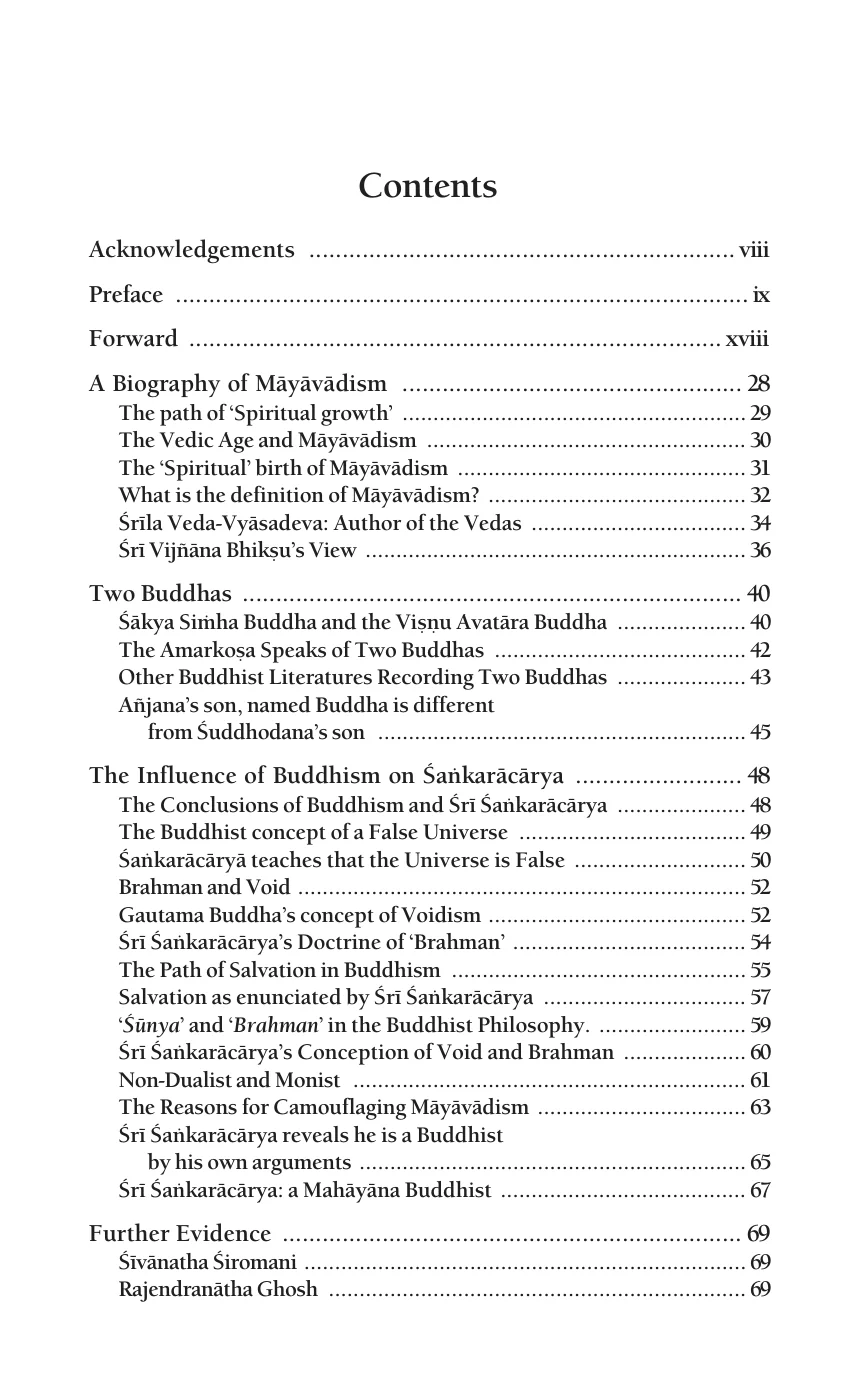 Contents
Acknowledgements ................................................................ viii
Preface ...................................................................................... ix
Forward ................................................................................ xviii
A Biography of Māyāvādism ................................................... 28
The path of ‘Spiritual growth’ ........................................................ 29
The Vedic Age and Māyāvādism .................................................... 30
The ‘Spiritual’ birth of Māyāvādism ............................................... 31
What is the definition of Māyāvādism? .......................................... 32
Śrīla Veda-Vyāsadeva: Author of the Vedas ................................... 34
Śrī Vijñāna Bhikṣu’s View .............................................................. 36
Two Buddhas ........................................................................... 40
Śākya Siṁha Buddha and the Viṣṇu Avatāra Buddha ..................... 40
The Amarkoṣa Speaks of Two Buddhas ......................................... 42
Other Buddhist Literatures Recording Two Buddhas ..................... 43
Añjana’s son, named Buddha is different
from Śuddhodana’s son ............................................................ 45
The Influence of Buddhism on Śaṅkarācārya ......................... 48
The Conclusions of Buddhism and Śrī Śaṅkarācārya ..................... 48
The Buddhist concept of a False Universe ..................................... 49
Śaṅkarācāryā teaches that the Universe is False ............................ 50
Brahman and Void ......................................................................... 52
Gautama Buddha’s concept of Voidism .......................................... 52
Śrī Śaṅkarācārya’s Doctrine of ‘Brahman’ ...................................... 54
The Path of Salvation in Buddhism ................................................ 55
Salvation as enunciated by Śrī Śaṅkarācārya ................................. 57
‘Śūnya’ and ‘Brahman’ in the Buddhist Philosophy. ........................ 59
Śrī Śaṅkarācārya’s Conception of Void and Brahman .................... 60
Non-Dualist and Monist ................................................................ 61
The Reasons for Camouflaging Māyāvādism .................................. 63
Śrī Śaṅkarācārya reveals he is a Buddhist
by his own arguments ............................................................... 65
Śrī Śaṅkarācārya: a Mahāyāna Buddhist ........................................ 67
Further Evidence ..................................................................... 69
Śīvānatha Śiromani ........................................................................ 69
Rajendranātha Ghosh .................................................................... 69